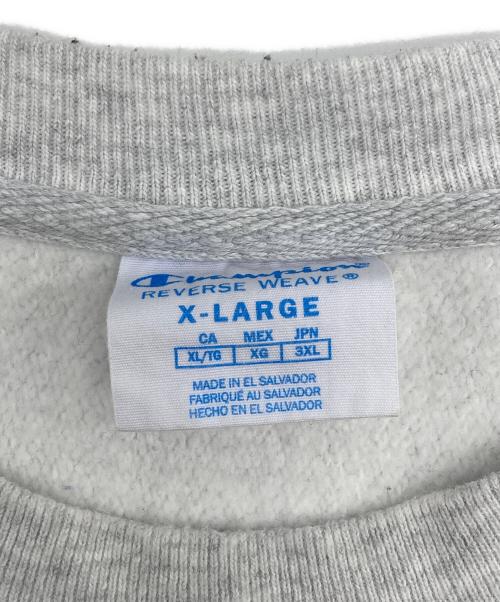 Champion®
REVERSE WEAVE®
X-LARGE
CA MEX JPN
XL/TG XG 3XL
MADE IN EL SALVADOR
FABRIQUÉ AU SALVADOR
HECHO EN EL SALVADOR